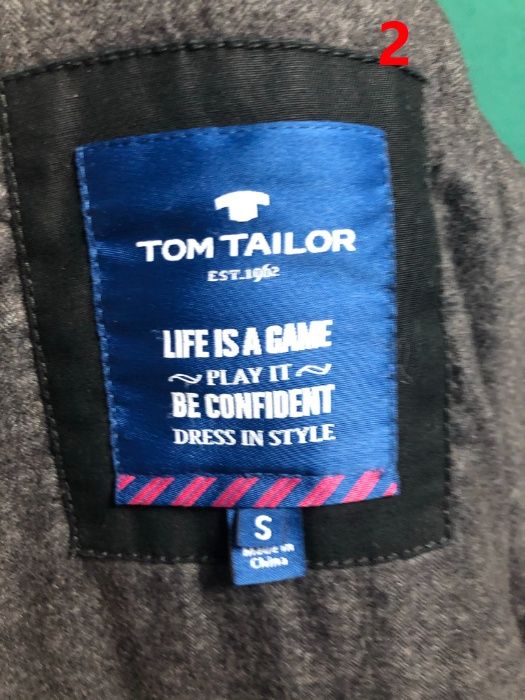 2
TOM TAILOR
EST.1962
LIFE IS A GAME
~ PLAY IT ~
BE CONFIDENT
DRESS IN STYLE
S
Made in
China